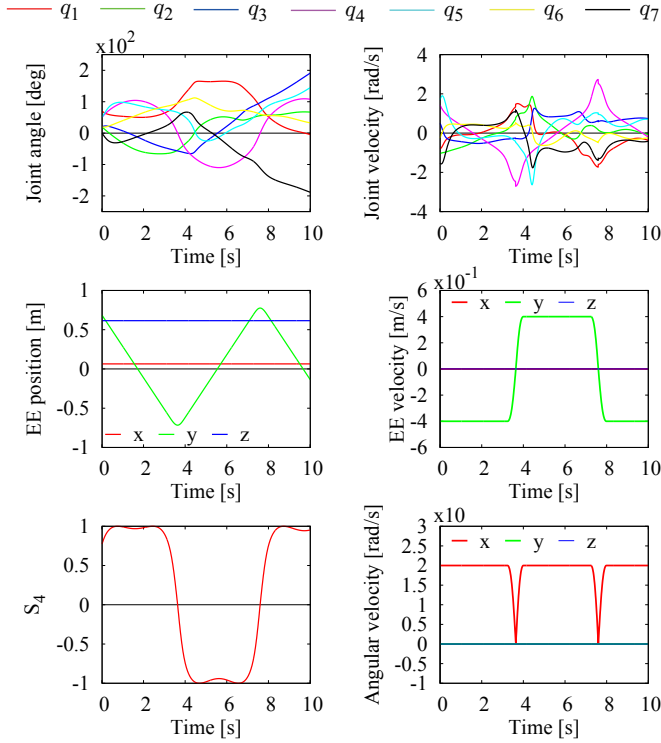 q1 q2 q3 q4 q5 q6 q7
x10^2
Joint angle [deg]
2
1
0
-1
-2
0 2 4 6 8 10
Time [s]
Joint velocity [rad/s]
4
2
0
-2
-4
0 2 4 6 8 10
Time [s]
EE position [m]
1
0.5
0
-0.5
-1
x y z
0 2 4 6 8 10
Time [s]
x10^-1
EE velocity [m/s]
6
4
2
0
-2
-4
-6
x y z
0 2 4 6 8 10
Time [s]
S4
1
0.5
0
-0.5
-1
0 2 4 6 8 10
Time [s]
x10
Angular velocity [rad/s]
3
2.5
2
1.5
1
0.5
0
-0.5
-1
x y z
0 2 4 6 8 10
Time [s]